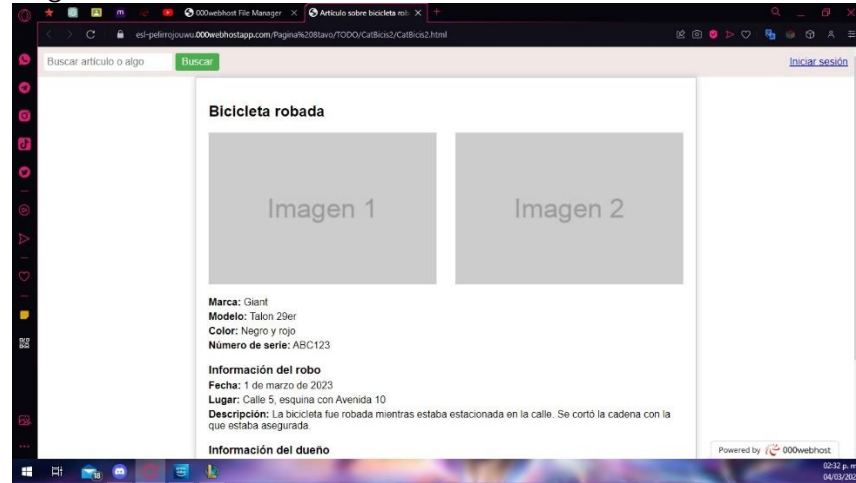 000webhost File Manager
Artículo sobre bicicleta rob
esl-pelirrojouwu.000webhostapp.com/Pagina%208tavo/TODO/CatBicis2/CatBicis2.html
Buscar artículo o algo
Buscar
Iniciar sesión
Bicicleta robada
Imagen 1
Imagen 2
Marca: Giant
Modelo: Talon 29er
Color: Negro y rojo
Número de serie: ABC123
Información del robo
Fecha: 1 de marzo de 2023
Lugar: Calle 5, esquina con Avenida 10
Descripción: La bicicleta fue robada mientras estaba estacionada en la calle. Se cortó la cadena con la
que estaba asegurada.
Información del dueño
Powered by 000webhost
18
02:32 p. m
04/03/202